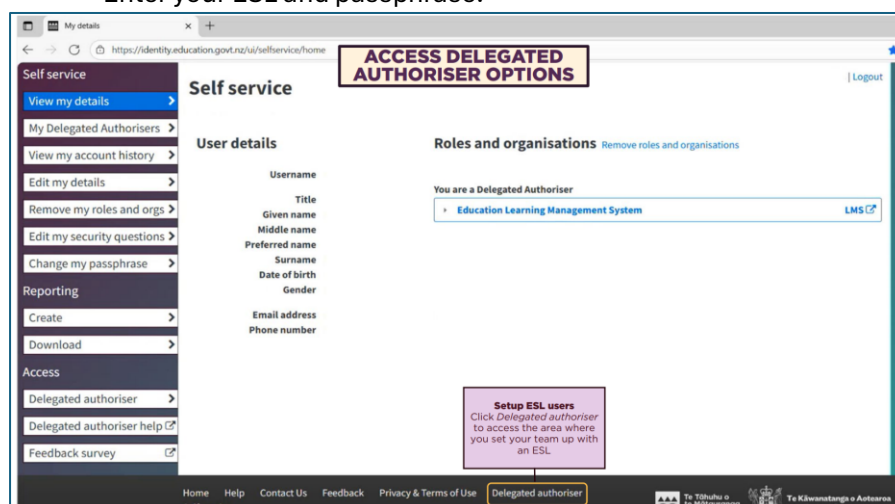 Enter your ESL and passphrase.
My details
https://identity.education.govt.nz/ui/selfservice/home
ACCESS DELEGATED
AUTHORISER OPTIONS
Self service
View my details
My Delegated Authorisers
View my account history
Edit my details
Remove my roles and orgs
Edit my security questions
Change my passphrase
Reporting
Create
Download
Access
Delegated authoriser
Delegated authoriser help
Feedback survey
Self service
| Logout
User details
Username
Title
Given name
Middle name
Preferred name
Surname
Date of birth
Gender
Email address
Phone number
Roles and organisations Remove roles and organisations
You are a Delegated Authoriser
Education Learning Management System LMS
Setup ESL users
Click Delegated authoriser
to access the area where
you set your team up with
an ESL
Home Help Contact Us Feedback Privacy & Terms of Use Delegated authoriser
Te Tāhuhu o
Te Kāwanatanga o Aotearoa